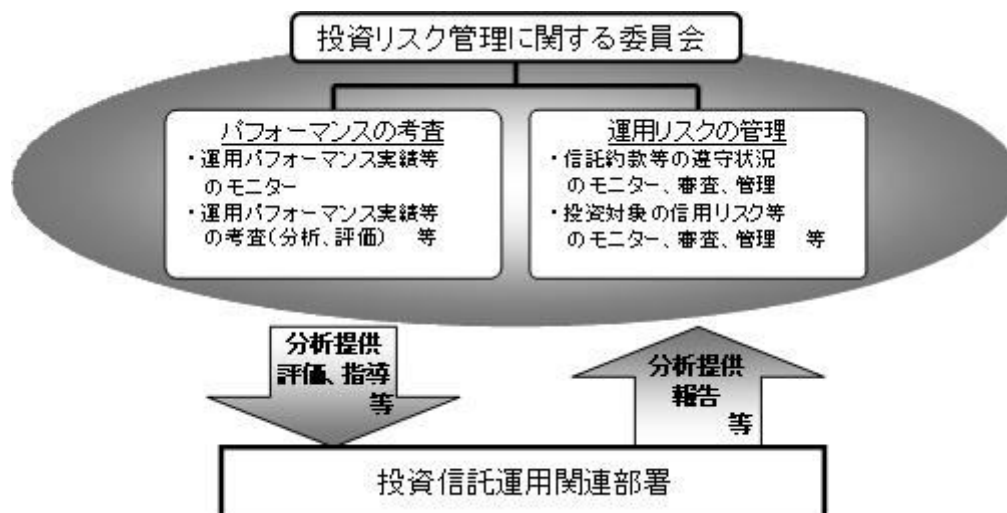 投資リスク管理に関する委員会
パフォーマンスの考査
・運用パフォーマンス実績等
のモニター
・運用パフォーマンス実績等
の考査(分析、評価) 等
運用リスクの管理
・信託約款等の遵守状況
のモニター、審査、管理
・投資対象の信用リスク等
のモニター、審査、管理 等
分析提供
評価、指導
等
分析提供
報告
等
投資信託運用関連部署